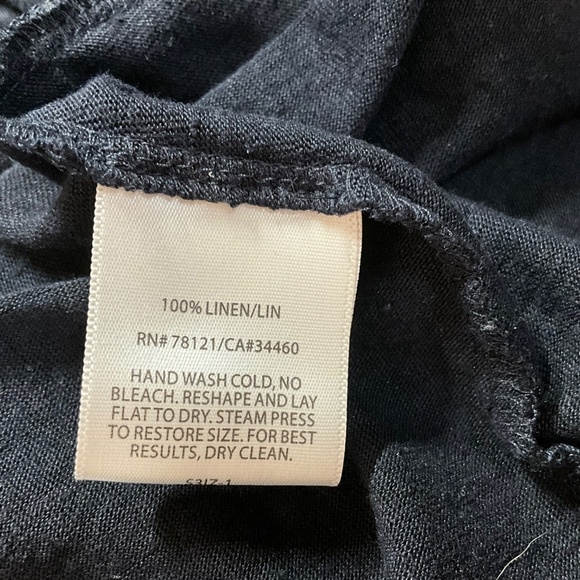 100% LINEN/LIN
RN# 78121/CA#34460
HAND WASH COLD, NO
BLEACH. RESHAPE AND LAY
FLAT TO DRY. STEAM PRESS
TO RESTORE SIZE. FOR BEST
RESULTS, DRY CLEAN.